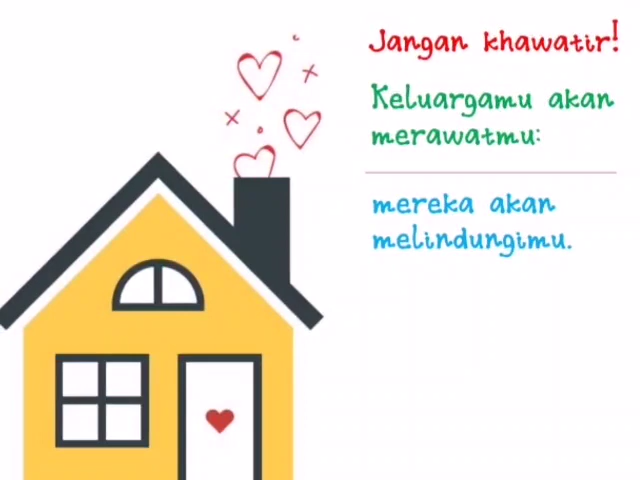 Jangan khawatir!
Keluargamu akan
merawatmu:
mereka akan
melindungimu.